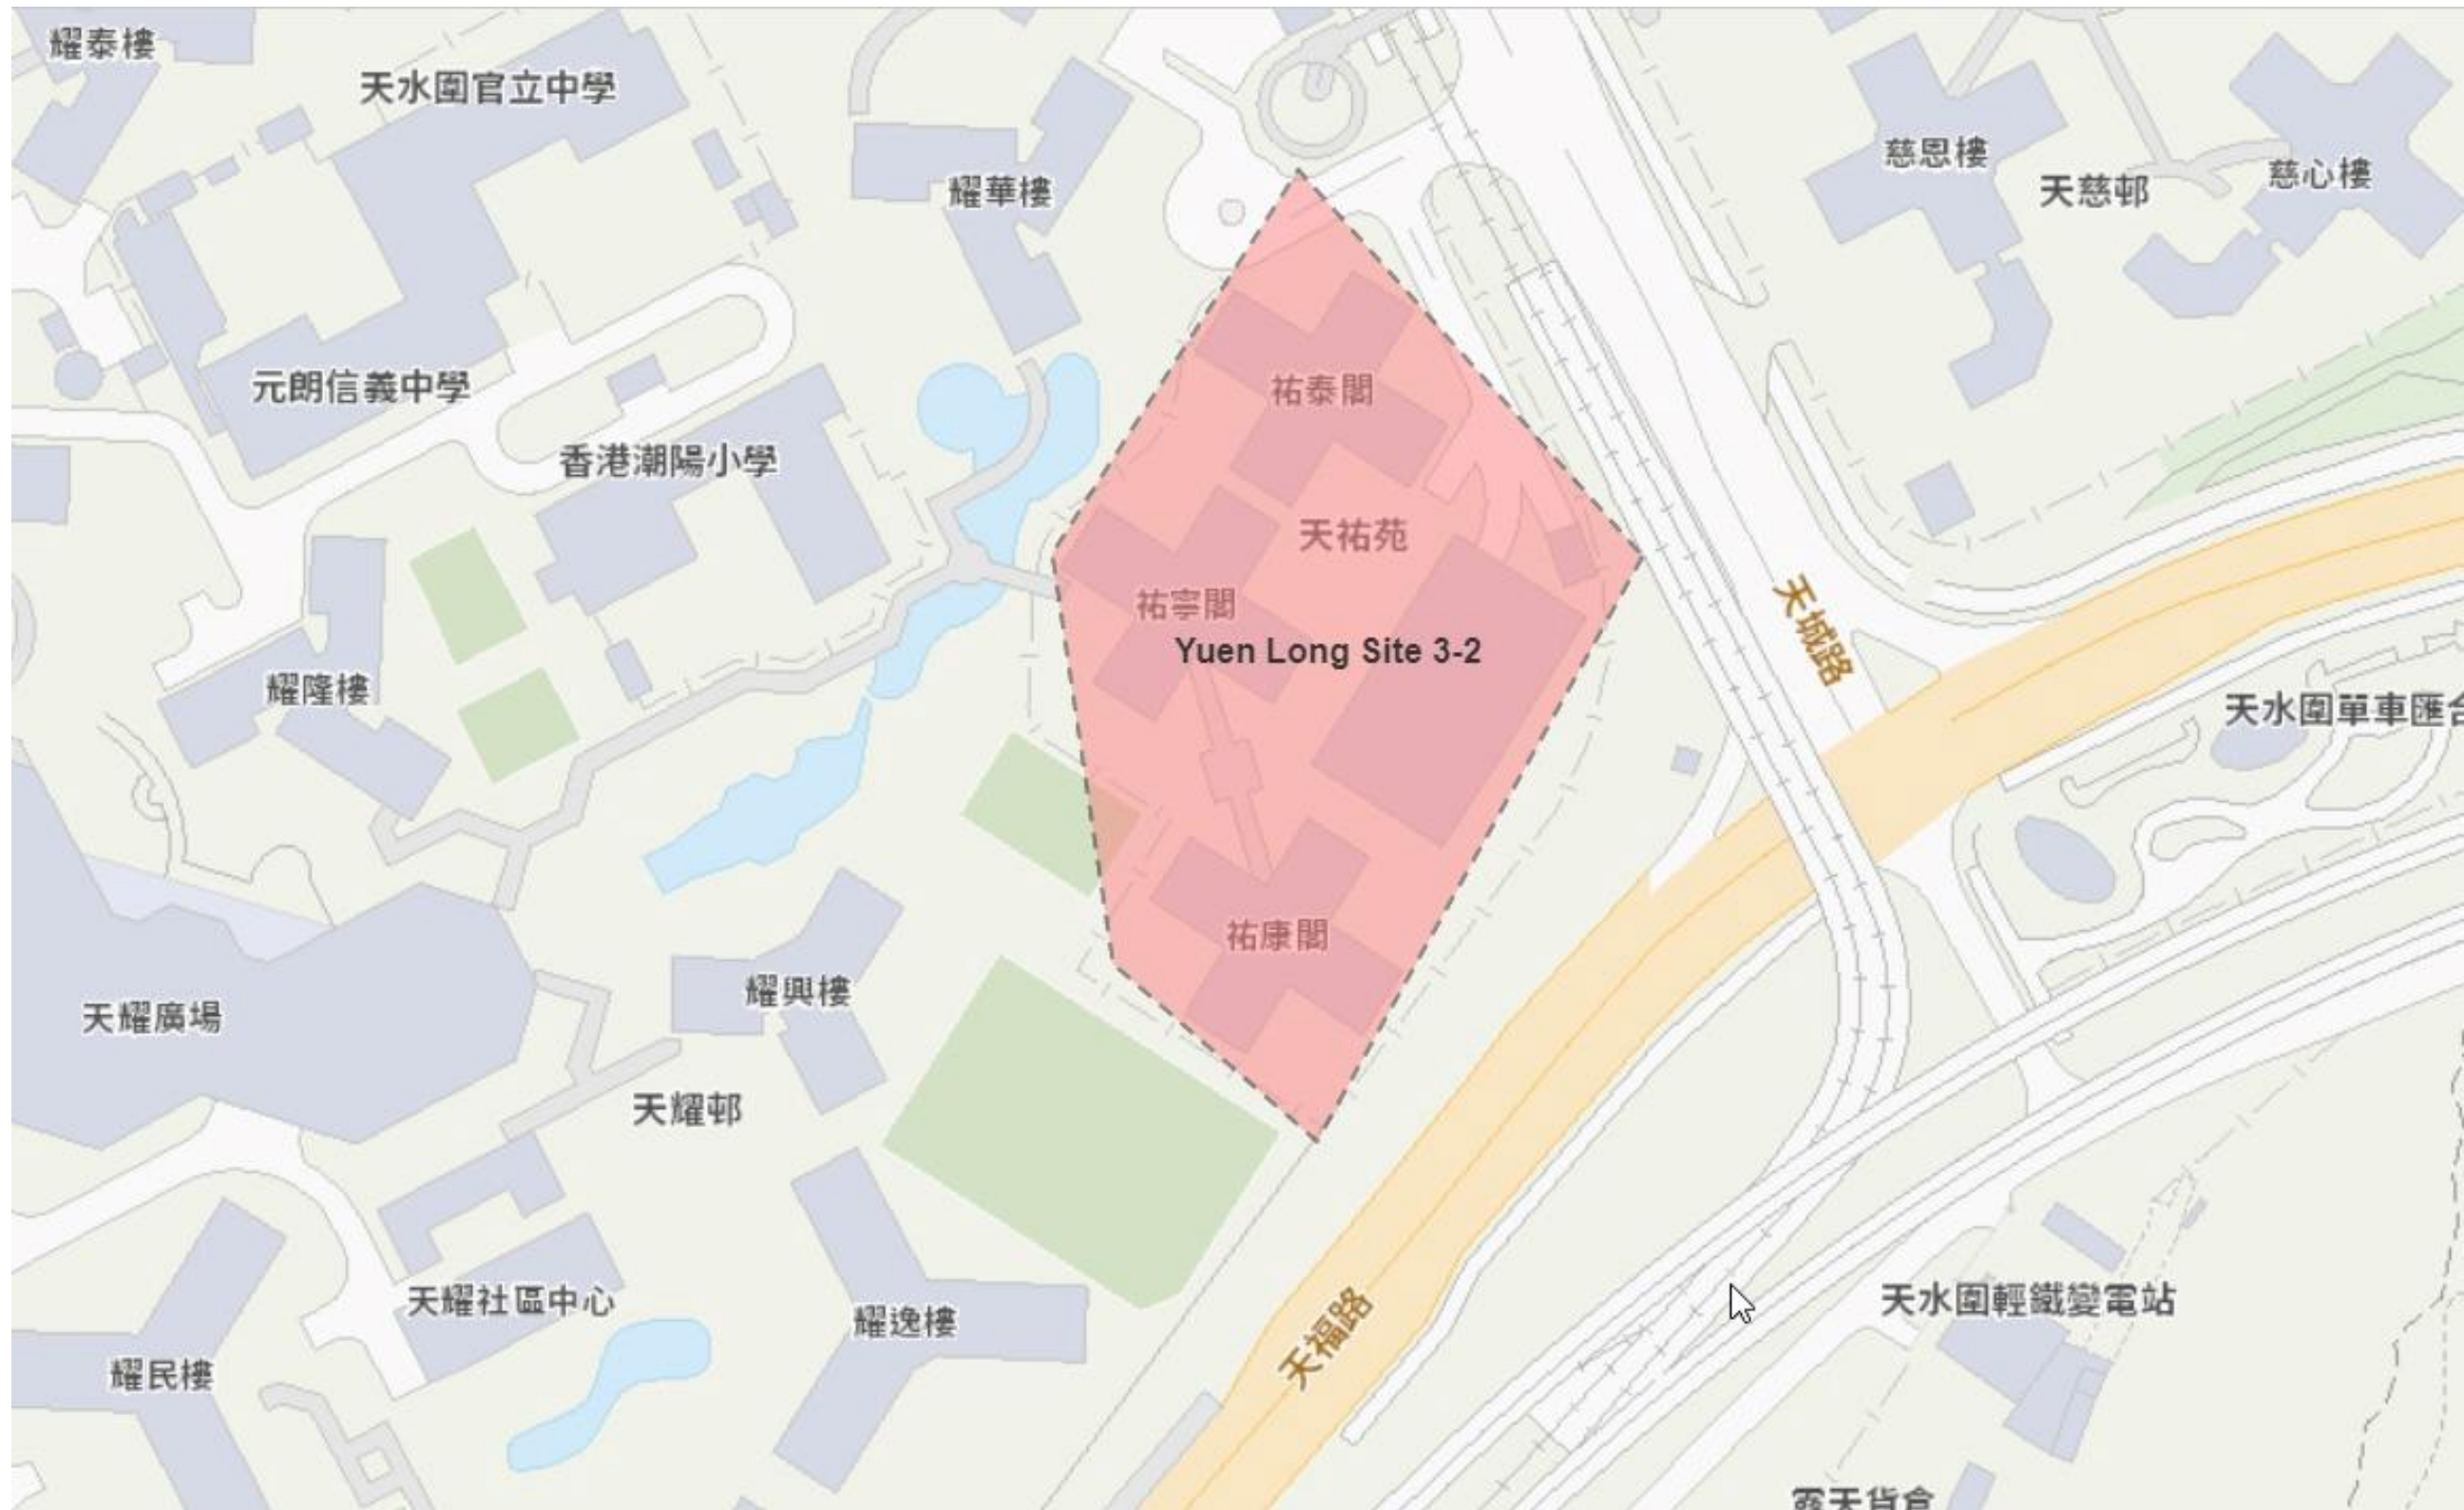 耀泰樓
天水圍官立中學
耀華樓
慈恩樓
天慈邨
慈心樓
元朗信義中學
祐泰閣
香港潮陽小學
天祐苑
祐寧閣
Yuen Long Site 3-2
天城路
耀隆樓
天水圍單車匯合
祐康閣
耀興樓
天耀廣場
天耀邨
天耀社區中心
耀逸樓
天福路
天水圍輕鐵變電站
耀民樓
露天貨倉